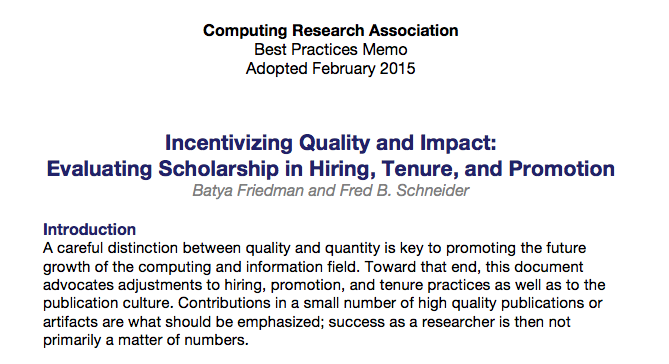 Computing Research Association
Best Practices Memo
Adopted February 2015
Incentivizing Quality and Impact:
Evaluating Scholarship in Hiring, Tenure, and Promotion
Batya Friedman and Fred B. Schneider
Introduction
A careful distinction between quality and quantity is key to promoting the future
growth of the computing and information field. Toward that end, this document
advocates adjustments to hiring, promotion, and tenure practices as well as to the
publication culture. Contributions in a small number of high quality publications or
artifacts are what should be emphasized; success as a researcher is then not
primarily a matter of numbers.